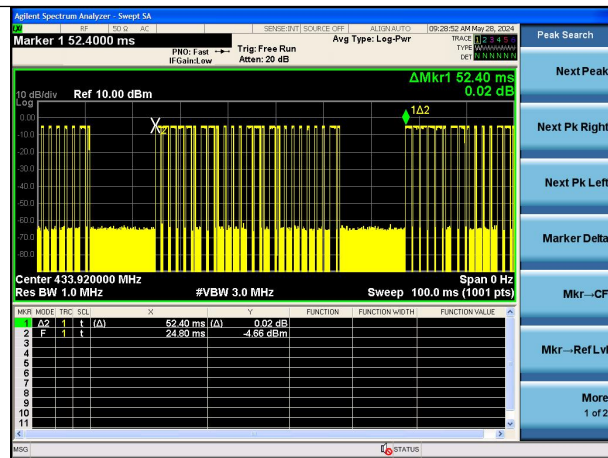 Agilent Spectrum Analyzer - Swept SA
RF 50 Ω AC SENSE:INT SOURCE OFF ALIGN AUTO 09:28:52 AM May 28, 2024
Marker 1 52.4000 ms Avg Type: Log-Pwr TRACE 1 2 3 4 5 6
PNO: Fast Trig: Free Run TYPE
IFGain:Low Atten: 20 dB DET N N N N N N
Peak Search
Next Peak
Next Pk Right
Next Pk Left
Marker Delta
Mkr→CF
Mkr→Ref Lvl
More
1 of 2
ΔMkr1 52.40 ms
0.02 dB
10 dB/div Ref 10.00 dBm
Log
1Δ2
0.00
-10.0
-20.0
-30.0
-40.0
-50.0
-60.0
-70.0
-80.0
Center 433.920000 MHz Span 0 Hz
Res BW 1.0 MHz #VBW 3.0 MHz Sweep 100.0 ms (1001 pts)
MKR MODE TRC SCL X Y FUNCTION FUNCTION WIDTH FUNCTION VALUE
1 Δ2 1 t (Δ) 52.40 ms (Δ) 0.02 dB
2 F 1 t 24.80 ms -4.66 dBm
3
4
5
6
7
8
9
10
11
MSG STATUS